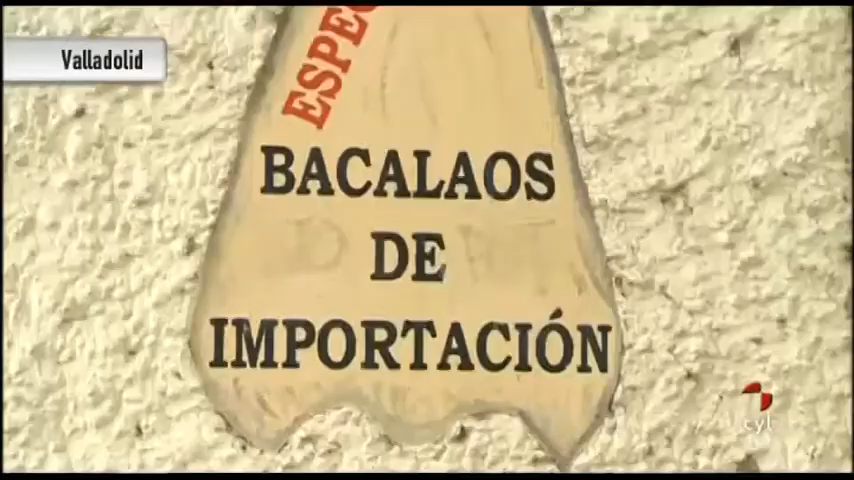 Valladolid
ESPEC
BACALAOS
DE
IMPORTACIÓN
cyl